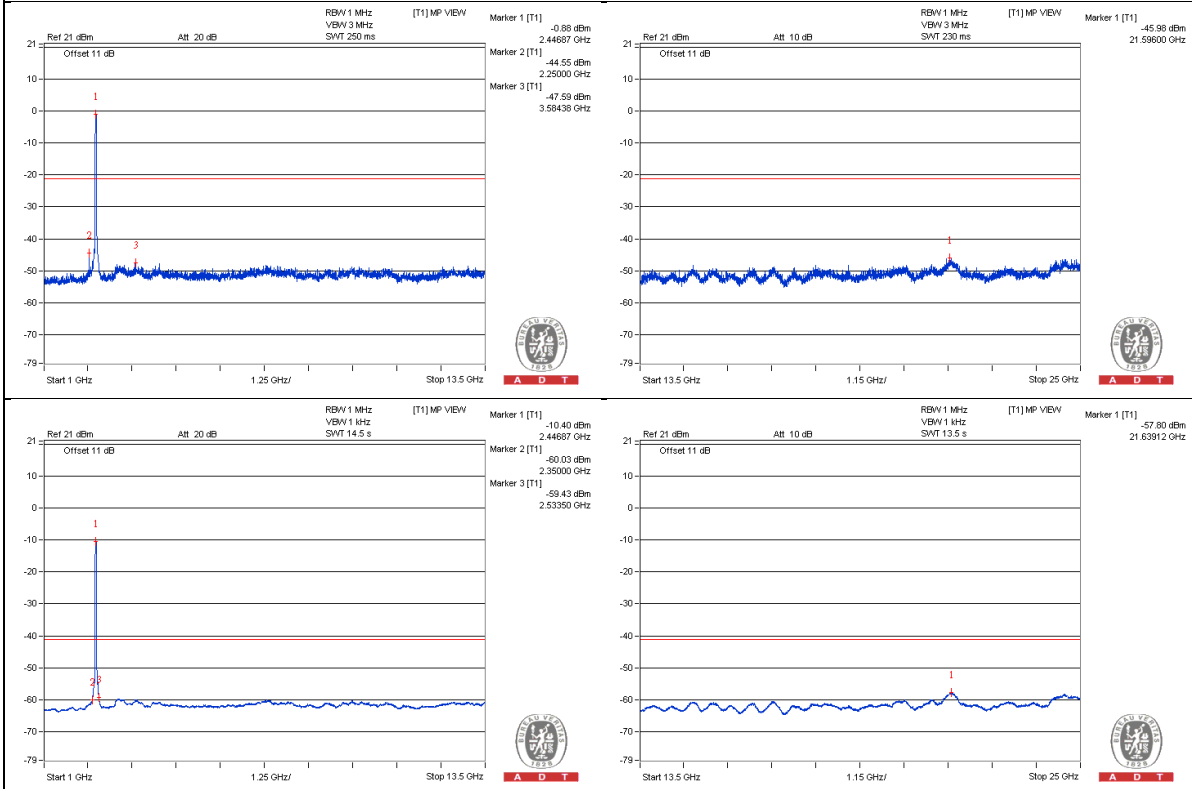 RBW 1 MHz [T1] MP VIEW
VBW 3 MHz
Ref 21 dBm Att 20 dB SWT 250 ms
Marker 1 [T1]
-0.88 dBm
2.44687 GHz
Marker 2 [T1]
-44.55 dBm
2.25000 GHz
Marker 3 [T1]
-47.59 dBm
3.58438 GHz
21
Offset 11 dB
10
0
-10
-20
-30
-40
-50
-60
-70
-79
1
2
3
Start 1 GHz 1.25 GHz/ Stop 13.5 GHz
BUREAU VERITAS
1828
A D T
RBW 1 MHz [T1] MP VIEW
VBW 3 MHz
Ref 21 dBm Att 10 dB SWT 230 ms
Marker 1 [T1]
-45.98 dBm
21.59600 GHz
21
Offset 11 dB
10
0
-10
-20
-30
-40
-50
-60
-70
-79
1
Start 13.5 GHz 1.15 GHz/ Stop 25 GHz
BUREAU VERITAS
1828
A D T
RBW 1 MHz [T1] MP VIEW
VBW 1 kHz
Ref 21 dBm Att 20 dB SWT 14.5 s
Marker 1 [T1]
-10.40 dBm
2.44687 GHz
Marker 2 [T1]
-60.03 dBm
2.35000 GHz
Marker 3 [T1]
-59.43 dBm
2.53350 GHz
21
Offset 11 dB
10
0
-10
-20
-30
-40
-50
-60
-70
-79
1
2
3
Start 1 GHz 1.25 GHz/ Stop 13.5 GHz
BUREAU VERITAS
1828
A D T
RBW 1 MHz [T1] MP VIEW
VBW 1 kHz
Ref 21 dBm Att 10 dB SWT 13.5 s
Marker 1 [T1]
-57.80 dBm
21.63912 GHz
21
Offset 11 dB
10
0
-10
-20
-30
-40
-50
-60
-70
-79
1
Start 13.5 GHz 1.15 GHz/ Stop 25 GHz
BUREAU VERITAS
1828
A D T